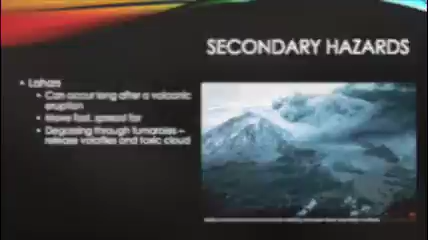 SECONDARY HAZARDS
Lahars
Can occur long after a volcanic
eruption
Move fast, spread far
Degassing through fumaroles –
release volatiles and toxic cloud